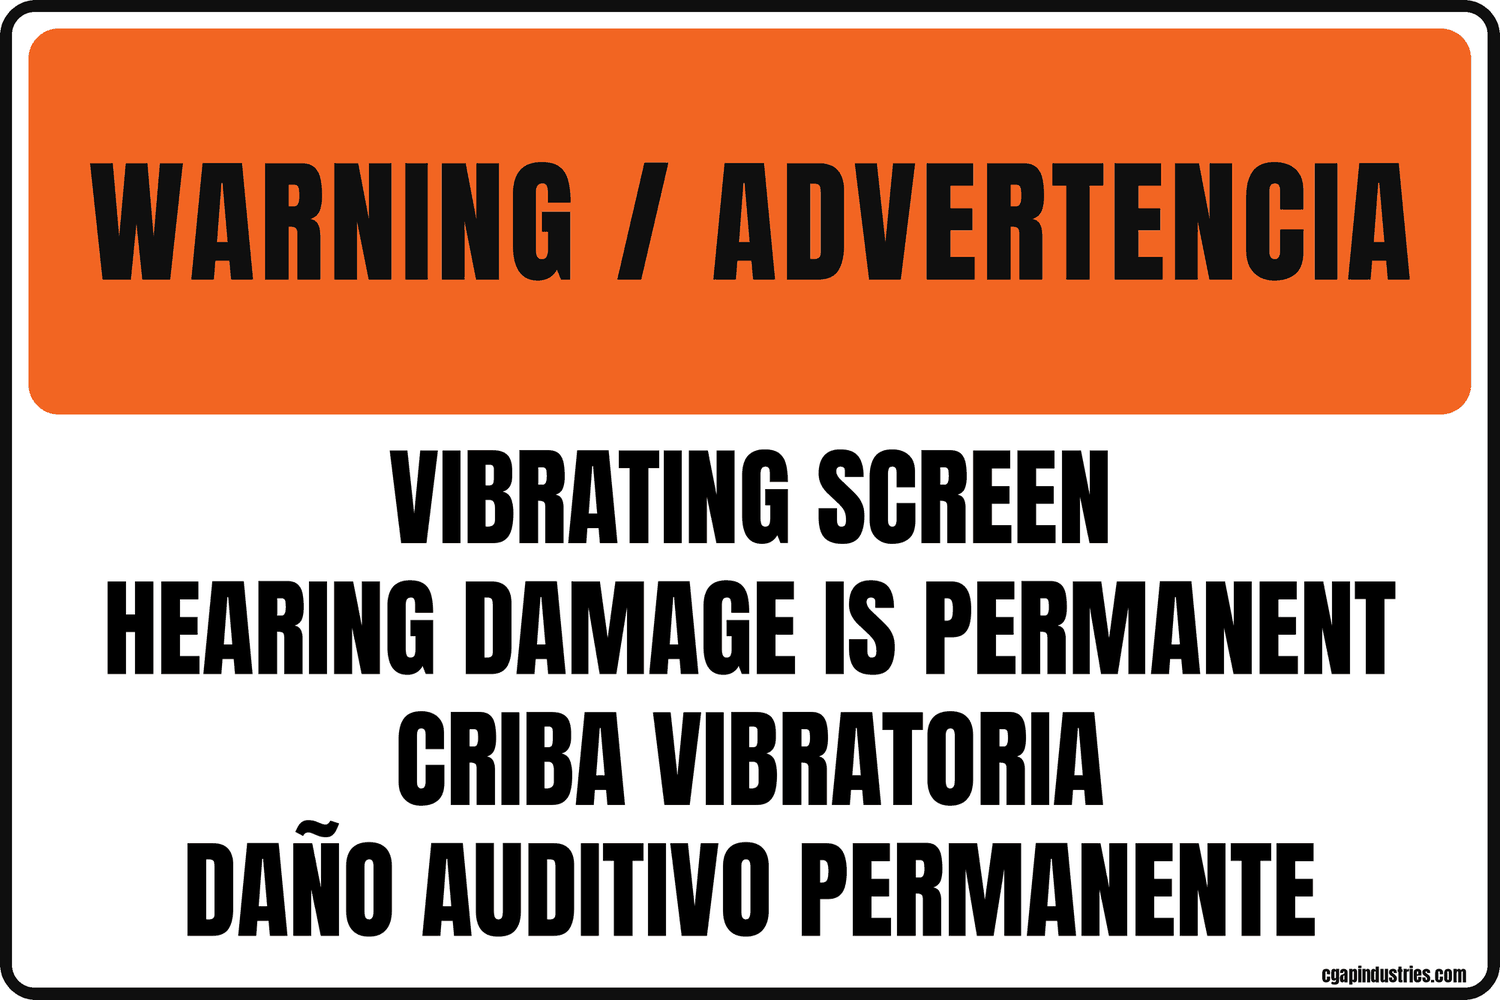 WARNING / ADVERTENCIA
VIBRATING SCREEN
HEARING DAMAGE IS PERMANENT
CRIBA VIBRATORIA
DAÑO AUDITIVO PERMANENTE
cgapindustries.com